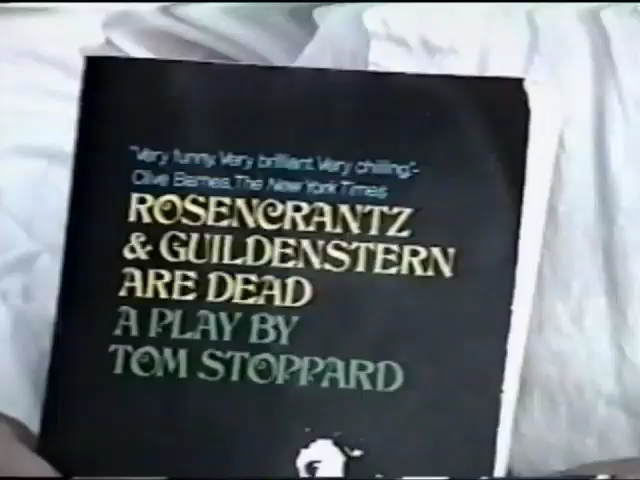 "Very funny. Very brilliant. Very chilling."-
Clive Barnes, The New York Times
ROSENCRANTZ
& GUILDENSTERN
ARE DEAD
A PLAY BY
TOM STOPPARD